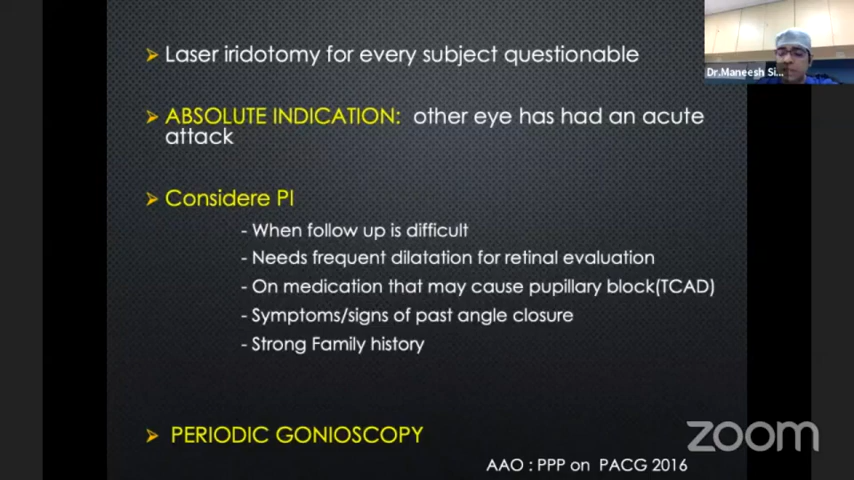 Laser iridotomy for every subject questionable
ABSOLUTE INDICATION: other eye has had an acute
attack
Considere PI
- When follow up is difficult
- Needs frequent dilatation for retinal evaluation
- On medication that may cause pupillary block(TCAD)
- Symptoms/signs of past angle closure
- Strong Family history
PERIODIC GONIOSCOPY
AAO : PPP on PACG 2016
Dr.Maneesh Si...
zoom